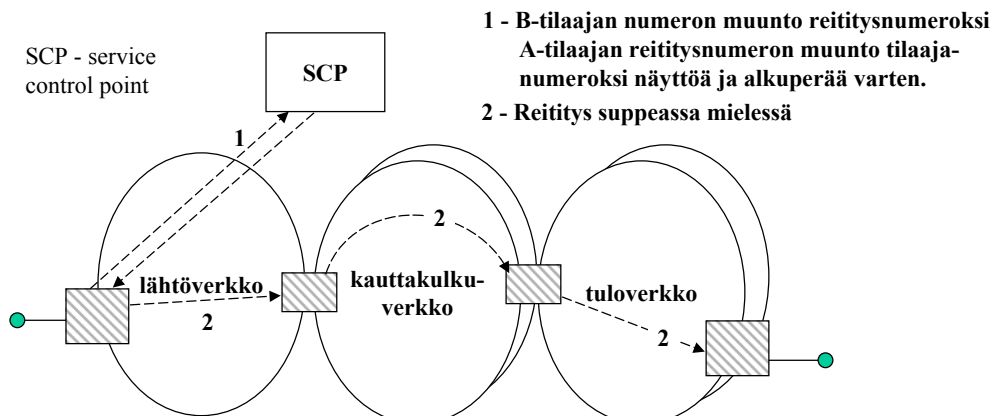 1 - B-tilaajan numeron muunto reititysnumeroksi
A-tilaajan reititysnumeron muunto tilaaja-
numeroksi näyttöä ja alkuperää varten.
2 - Reititys suppeassa mielessä
SCP - service
control point
SCP
1
2
lähtöverkko
2
kauttakulku-
verkko
tuloverkko
2